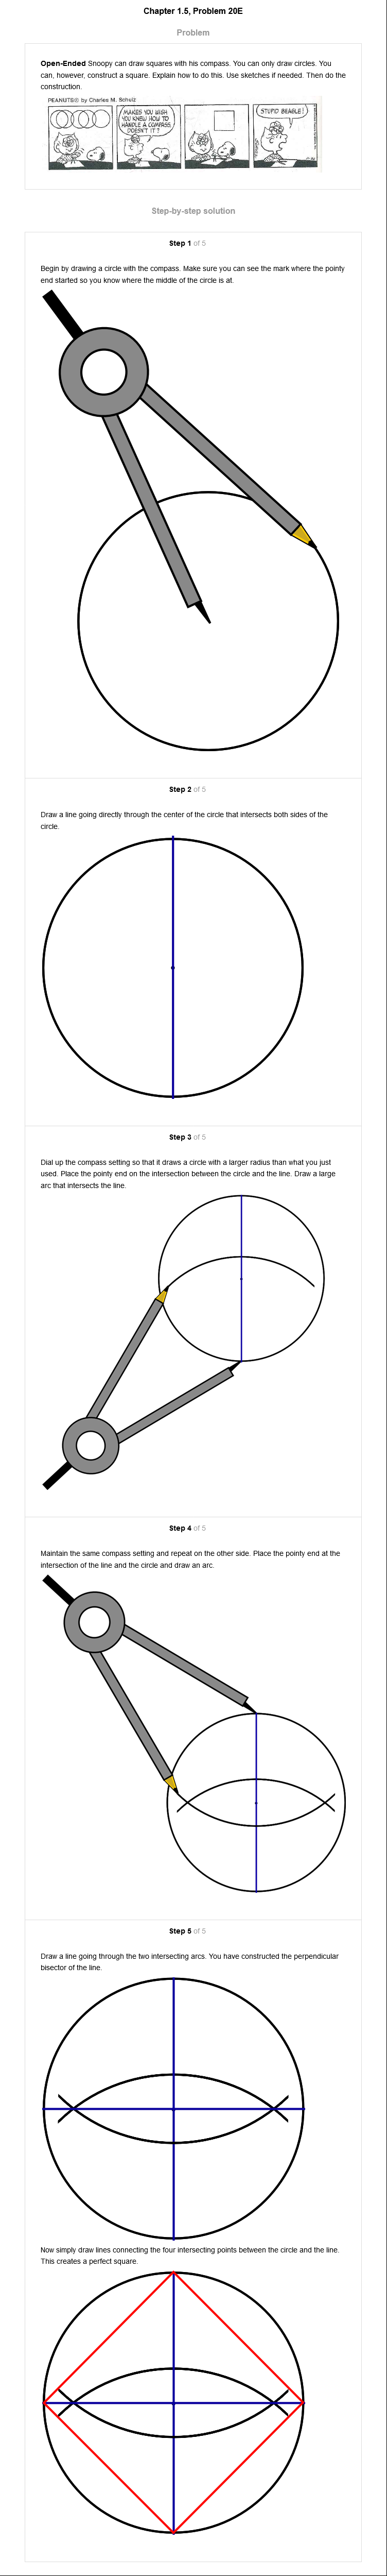 Chapter 1.5, Problem 20E
Problem
Open-Ended Snoopy can draw squares with his compass. You can only draw circles. You
can, however, construct a square. Explain how to do this. Use sketches if needed. Then do the
construction.
PEANUTS® by Charles M. Schulz
MAKES YOU WISH
YOU KNEW HOW TO
HANDLE A COMPASS,
DOESN'T IT?
STUPID BEAGLE!
Step-by-step solution
Step 1 of 5
Begin by drawing a circle with the compass. Make sure you can see the mark where the pointy
end started so you know where the middle of the circle is at.
Step 2 of 5
Draw a line going directly through the center of the circle that intersects both sides of the
circle.
Step 3 of 5
Dial up the compass setting so that it draws a circle with a larger radius than what you just
used. Place the pointy end on the intersection between the circle and the line. Draw a large
arc that intersects the line.
Step 4 of 5
Maintain the same compass setting and repeat on the other side. Place the pointy end at the
intersection of the line and the circle and draw an arc.
Step 5 of 5
Draw a line going through the two intersecting arcs. You have constructed the perpendicular
bisector of the line.
Now simply draw lines connecting the four intersecting points between the circle and the line.
This creates a perfect square.